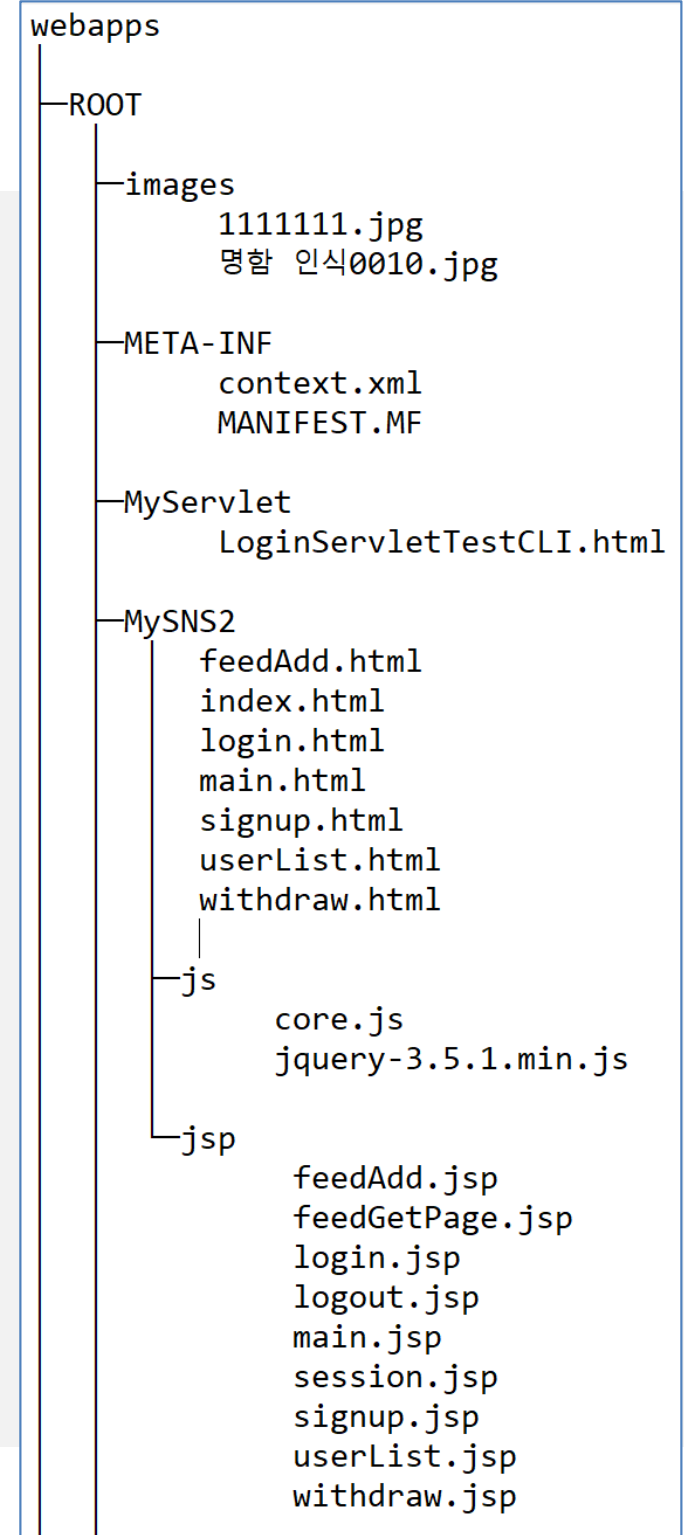 webapps
ROOT
images
1111111.jpg
명함 인식0010.jpg
META-INF
context.xml
MANIFEST.MF
MyServlet
LoginServletTestCLI.html
MySNS2
feedAdd.html
index.html
login.html
main.html
signup.html
userList.html
withdraw.html
js
core.js
jquery-3.5.1.min.js
jsp
feedAdd.jsp
feedGetPage.jsp
login.jsp
logout.jsp
main.jsp
session.jsp
signup.jsp
userList.jsp
withdraw.jsp